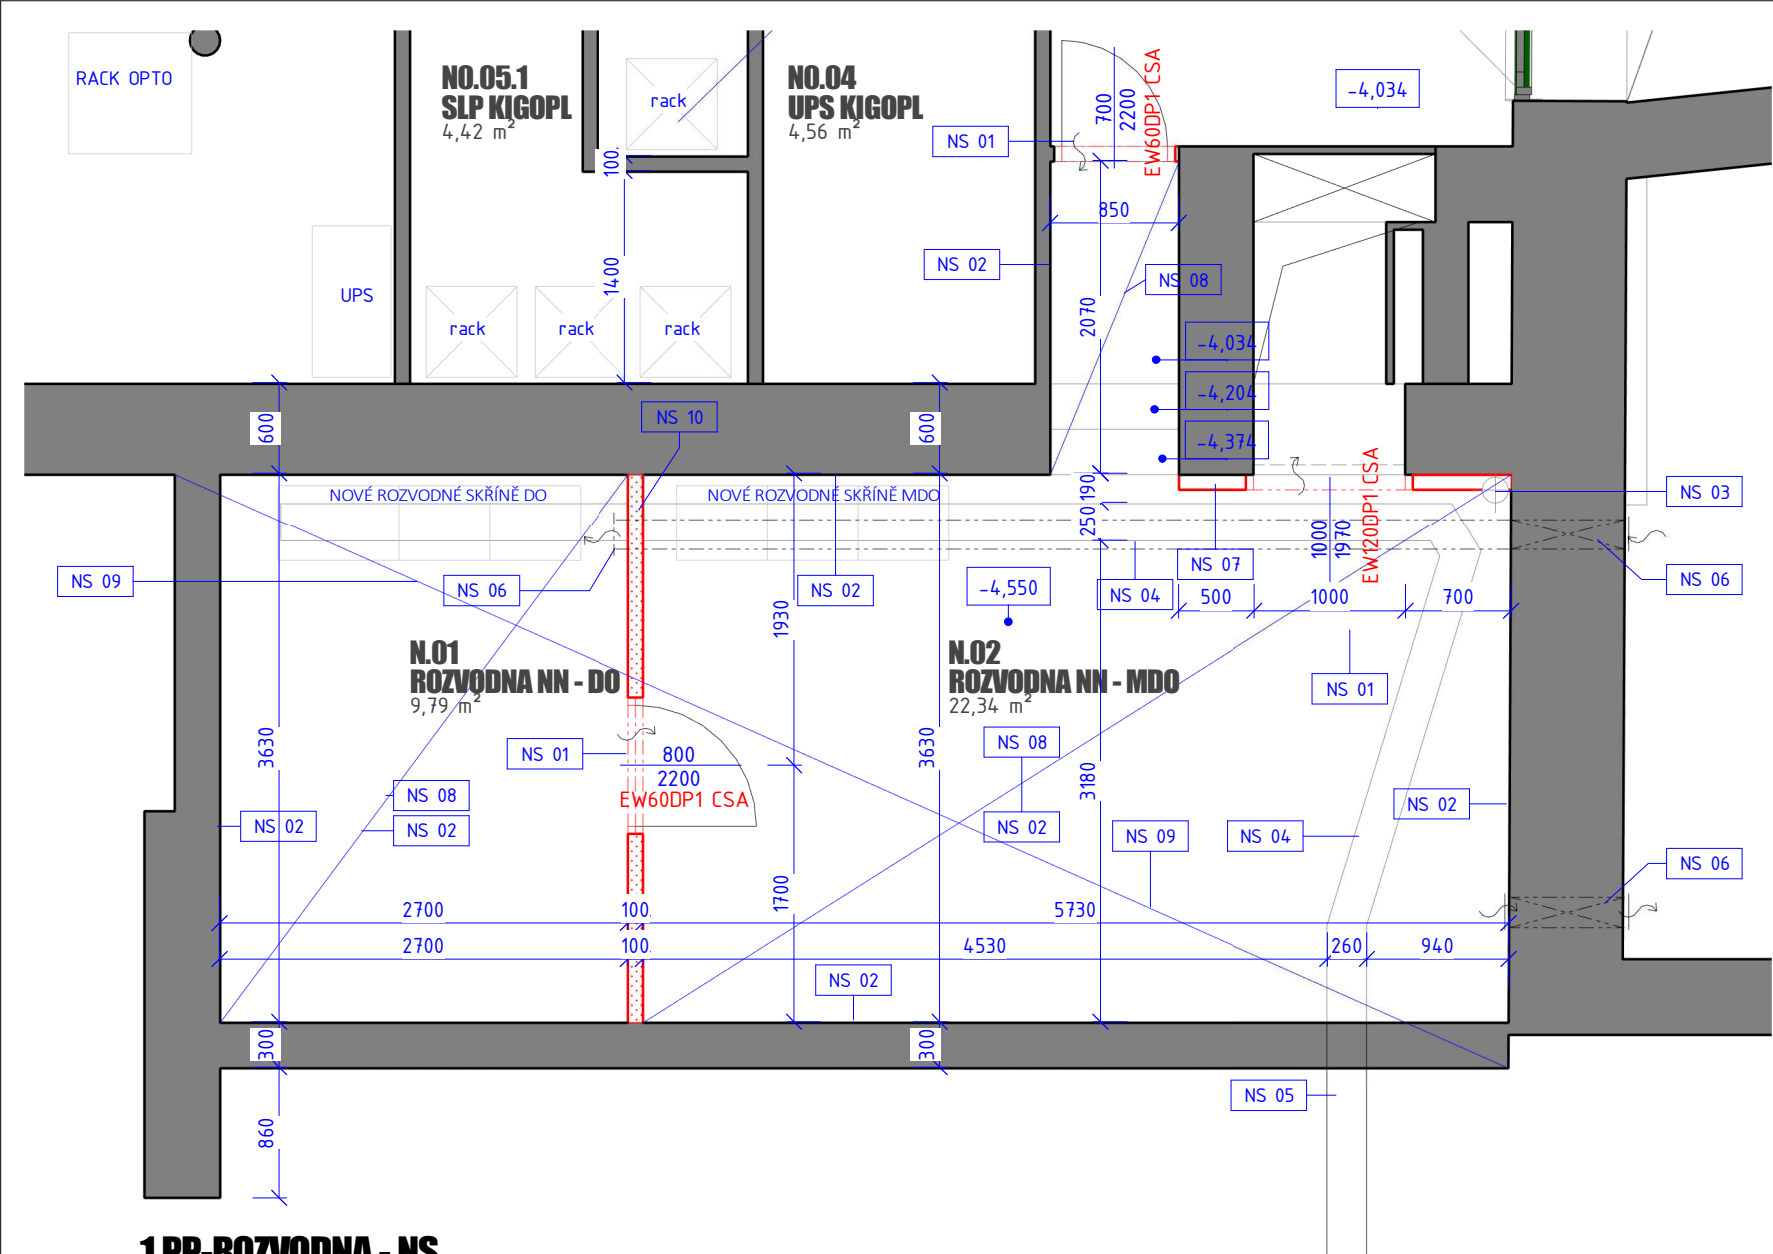 RACK OPTO
N0.05.1
SLP KIGOPL
4,42 m²
rack
N0.04
UPS KIGOPL
4,56 m²
NS 01
700
2200
EW60DP1 CSA
-4,034
100
850
1400
UPS
rack
rack
rack
NS 02
NS 08
2070
-4,034
-4,204
-4,374
600
NS 10
600
NOVÉ ROZVODNÉ SKŘÍNĚ DO
NOVÉ ROZVODNÉ SKŘÍNĚ MDO
190
250
1000
1970
EW120DP1 CSA
NS 03
NS 09
NS 06
NS 02
-4,550
NS 04
NS 07
NS 06
500
1000
700
1930
N.01
ROZVODNA NN - DO
9,79 m²
N.02
ROZVODNA NN - MDO
22,34 m²
NS 01
3630
NS 01
800
2200
EW60DP1 CSA
3630
NS 08
3180
NS 08
NS 02
NS 02
NS 02
NS 09
NS 04
NS 02
NS 06
1700
2700
100
5730
2700
100
4530
260
940
NS 02
300
300
NS 05
860
1.PP-ROZVODNA - NS